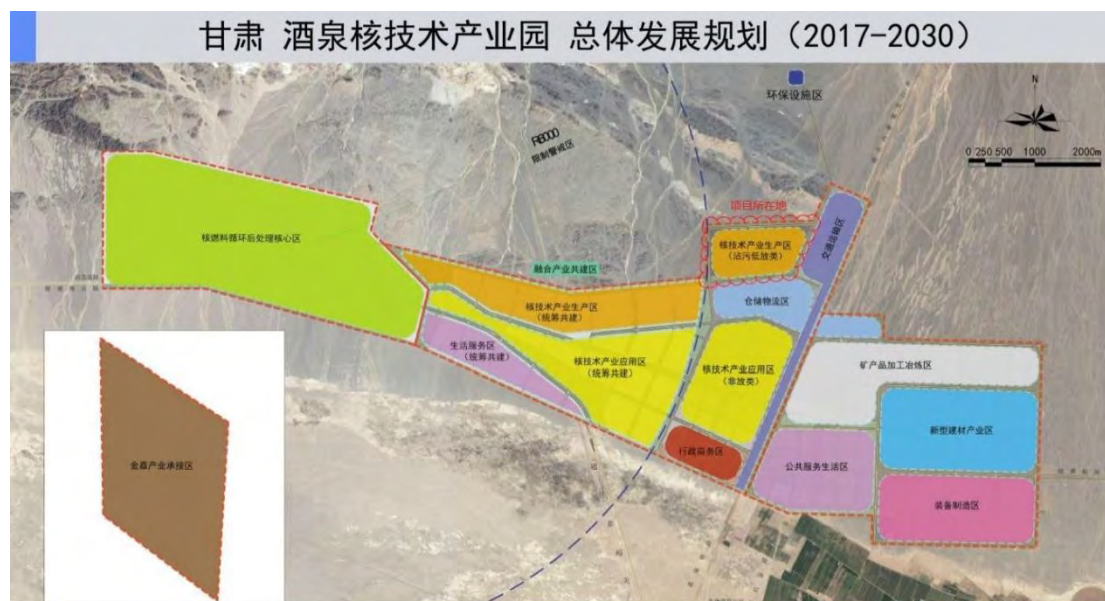 甘肃 酒泉核技术产业园 总体发展规划（2017-2030）
环保设施区
N
0 250 500 1000 2000m
R8000
限制警戒区
项目所在地
交通运输区
核燃料循环后处理核心区
核技术产业生产区
（沾污低放类）
融合产业共建区
仓储物流区
核技术产业生产区
（统筹共建）
生活服务区
（统筹共建）
核技术产业应用区
（统筹共建）
核技术产业应用区
（非放类）
矿产品加工冶炼区
新型建材产业区
行政商务区
公共服务生活区
金嘉产业承接区
装备制造区